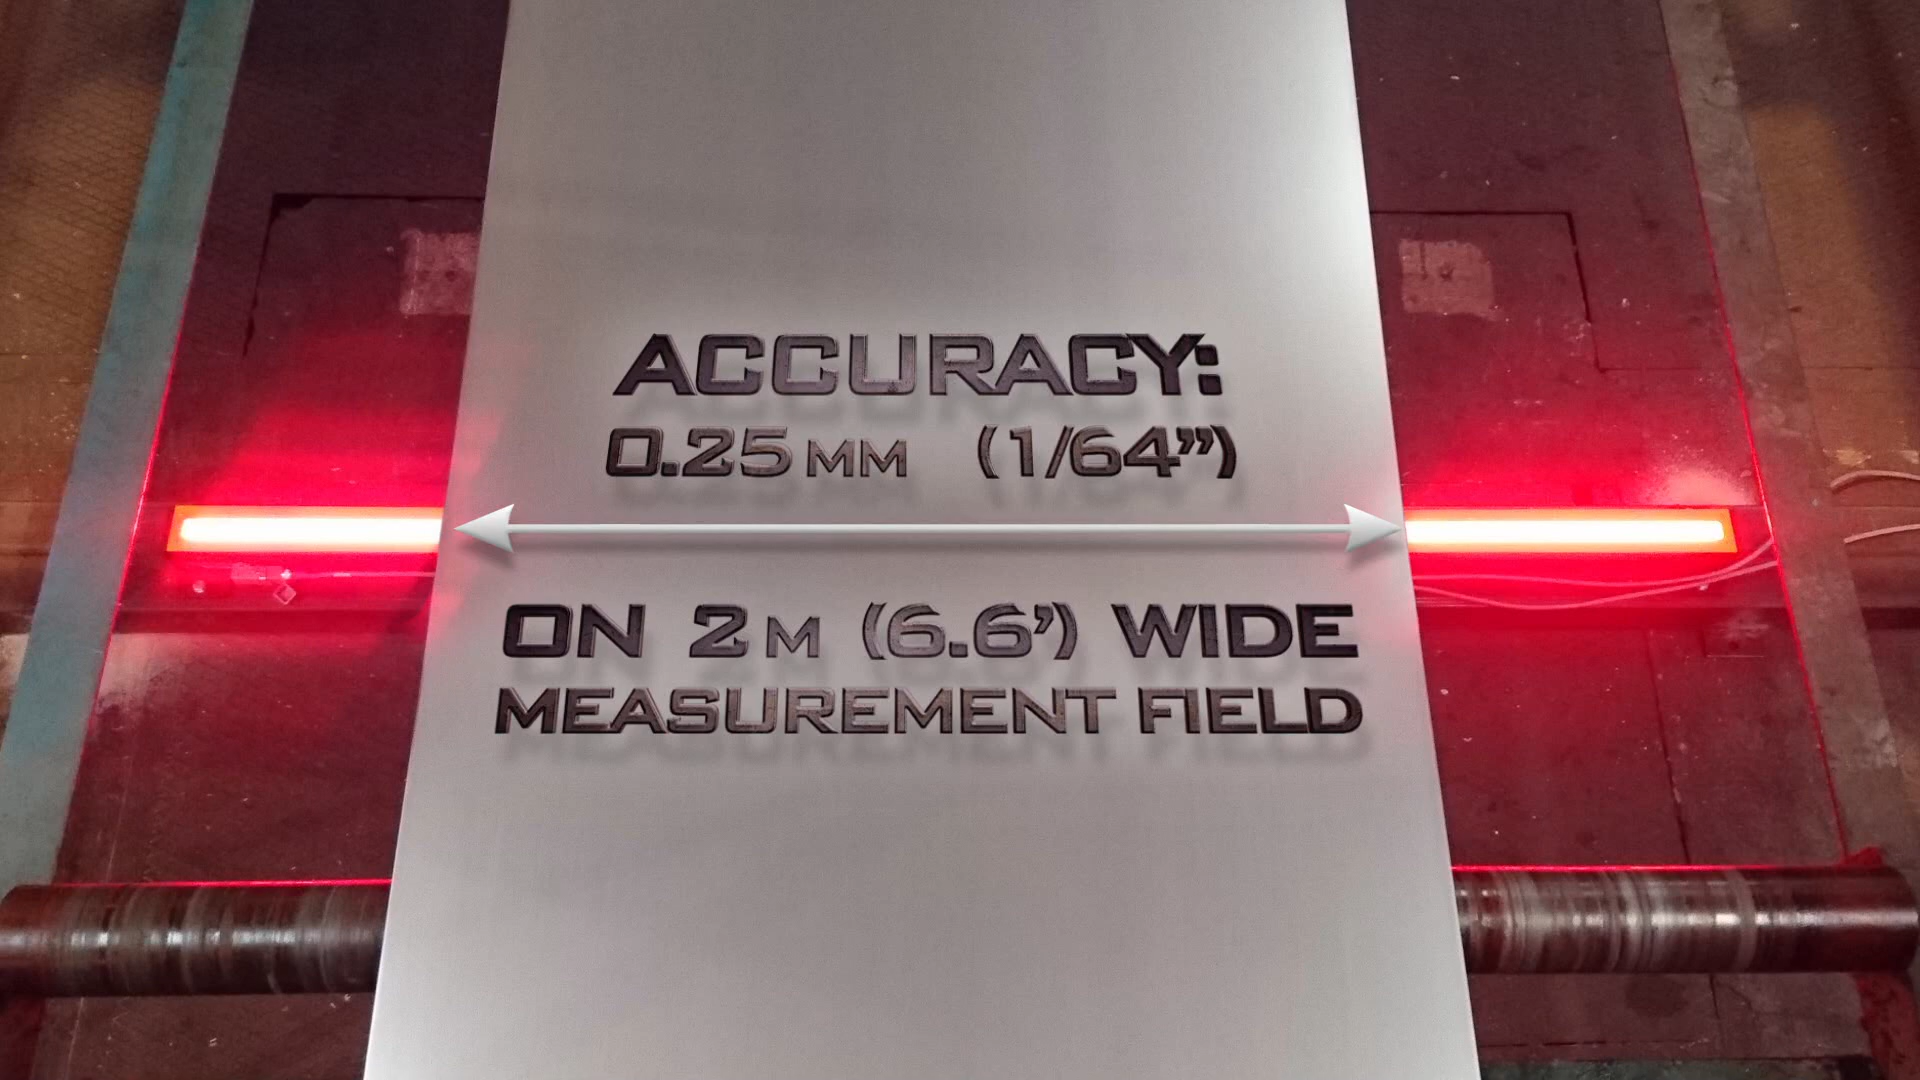 ACCURACY:
0.25 MM (1/64”)
ON 2 M (6.6’) WIDE
MEASUREMENT FIELD